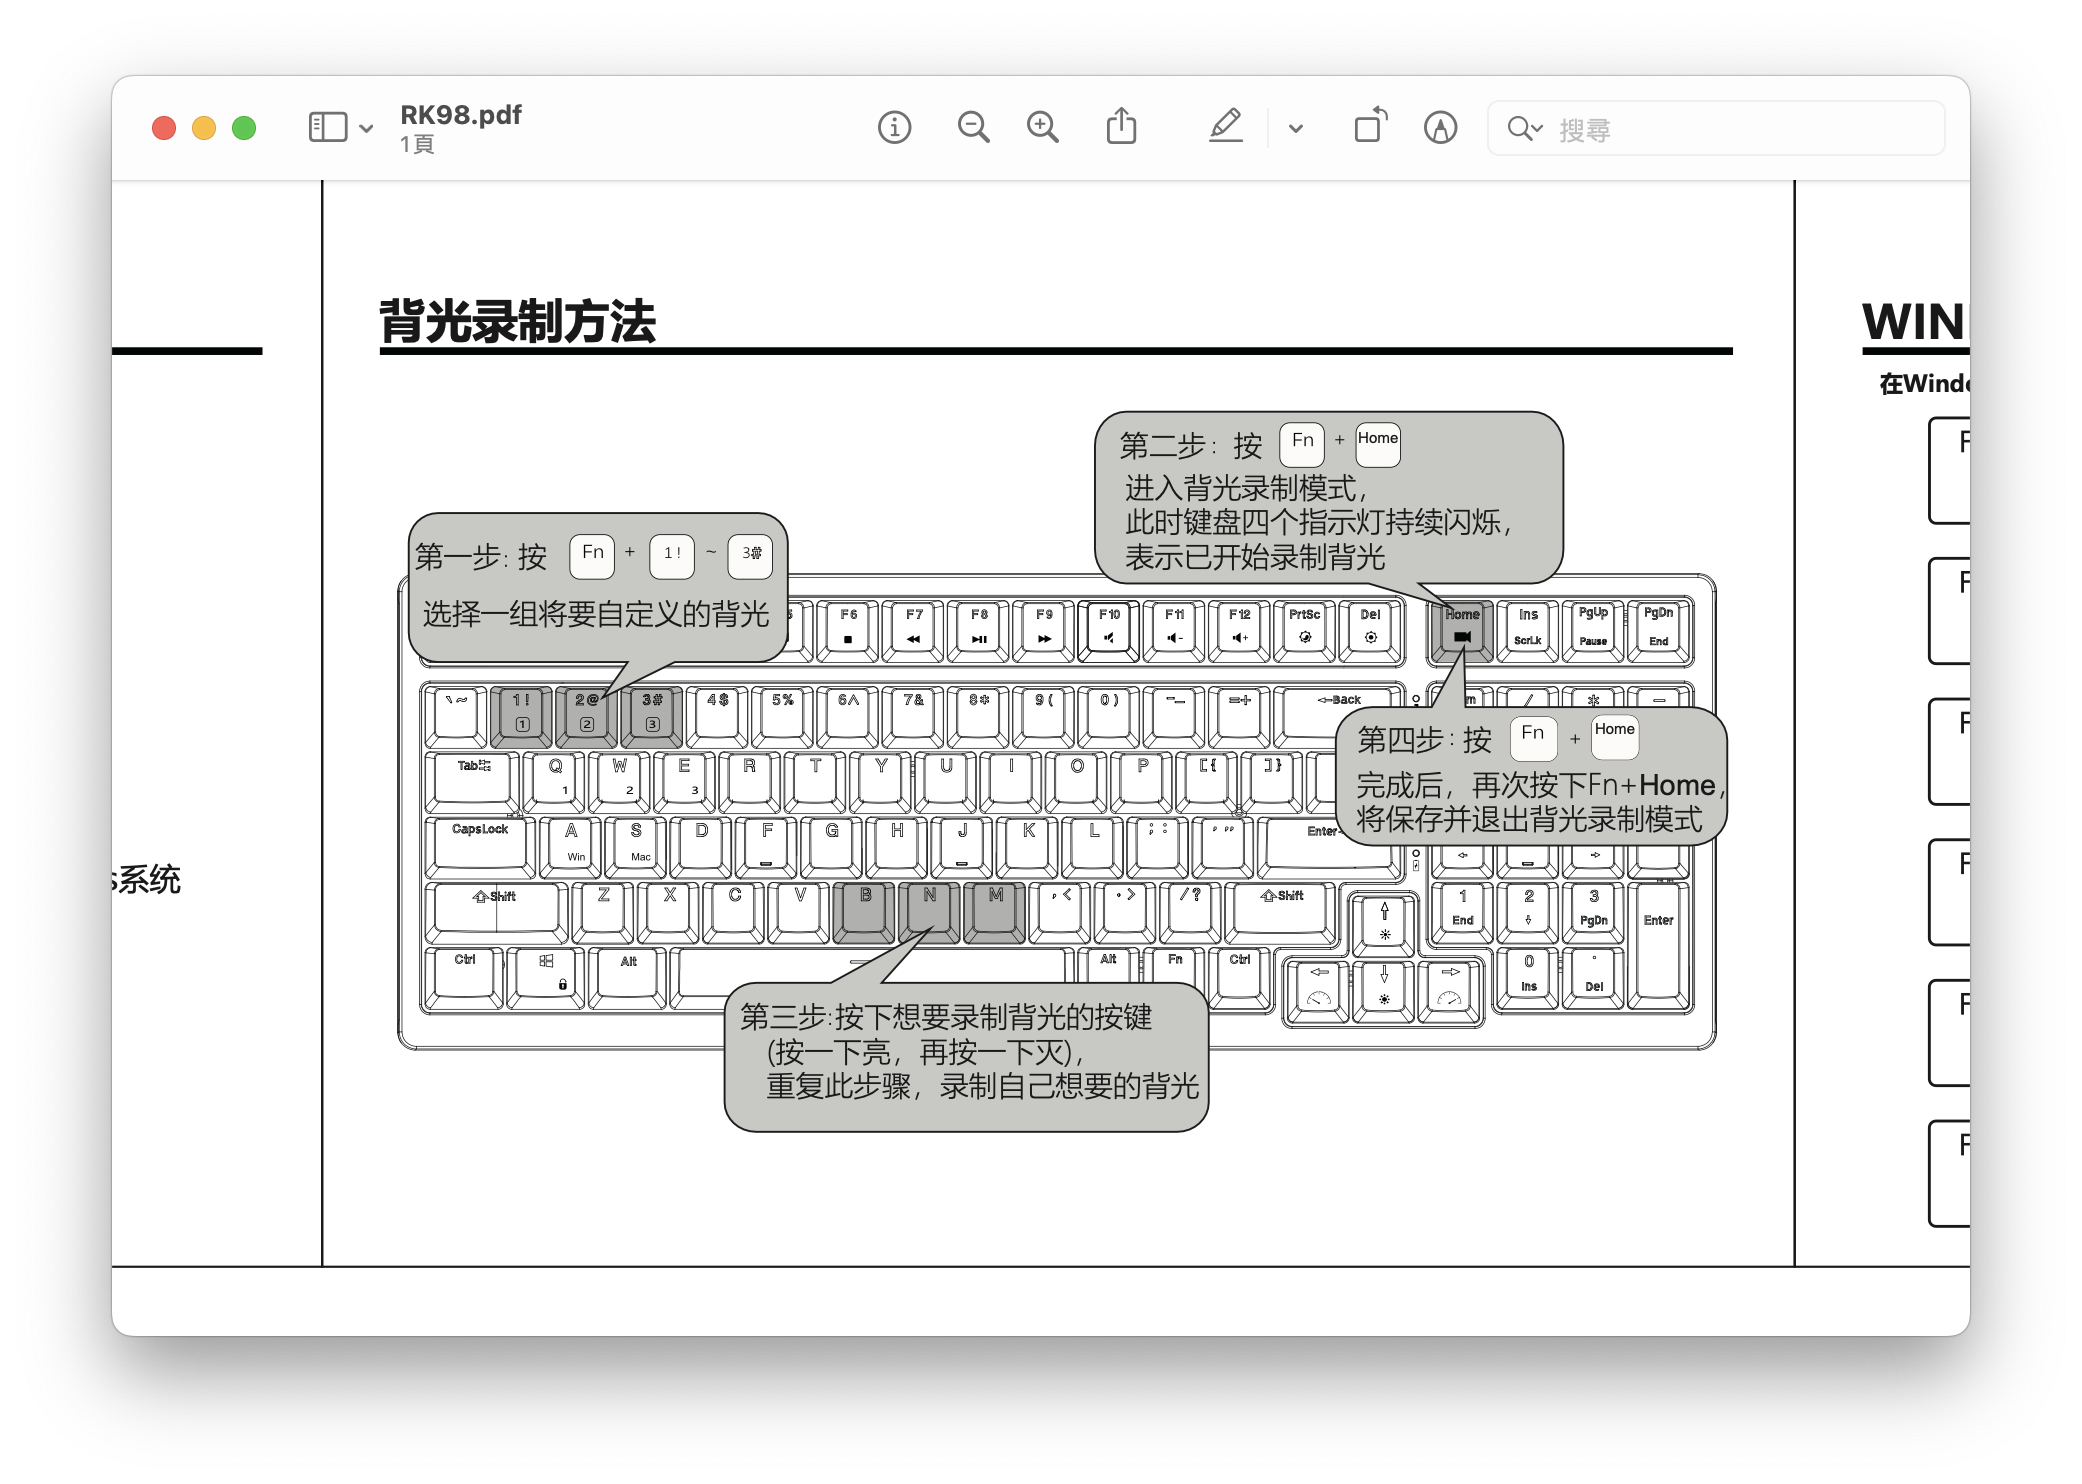 RK98.pdf
1頁
搜尋
背光录制方法
WIN
在Windo
s系统
第一步: 按 Fn + 1! ~ 3#
选择一组将要自定义的背光
第二步: 按 Fn + Home
进入背光录制模式,
此时键盘四个指示灯持续闪烁,
表示已开始录制背光
F6 F7 F8 F9 F10 F11 F12 PrtSc Del Home Ins PgUp PgDn
ScrLk Pause End
\~ 1! 2@ 3# 4$ 5% 6^ 7& 8* 9( 0) -_ =+ ←Back / * -
1 2 3
第四步: 按 Fn + Home
完成后, 再次按下Fn+Home,
将保存并退出背光录制模式
Tab Q W E R T Y U I O P [{ ]}
1 2 3
CapsLock A S D F G H J K L ;: '" Enter
Win Mac
Shift Z X C V B N M ,< .> /? Shift 1 2 3 Enter
End PgDn
Ctrl Alt Alt Fn Ctrl 0 .
Ins Del
第三步:按下想要录制背光的按键
(按一下亮, 再按一下灭),
重复此步骤, 录制自己想要的背光
F
F
F
F
F
F